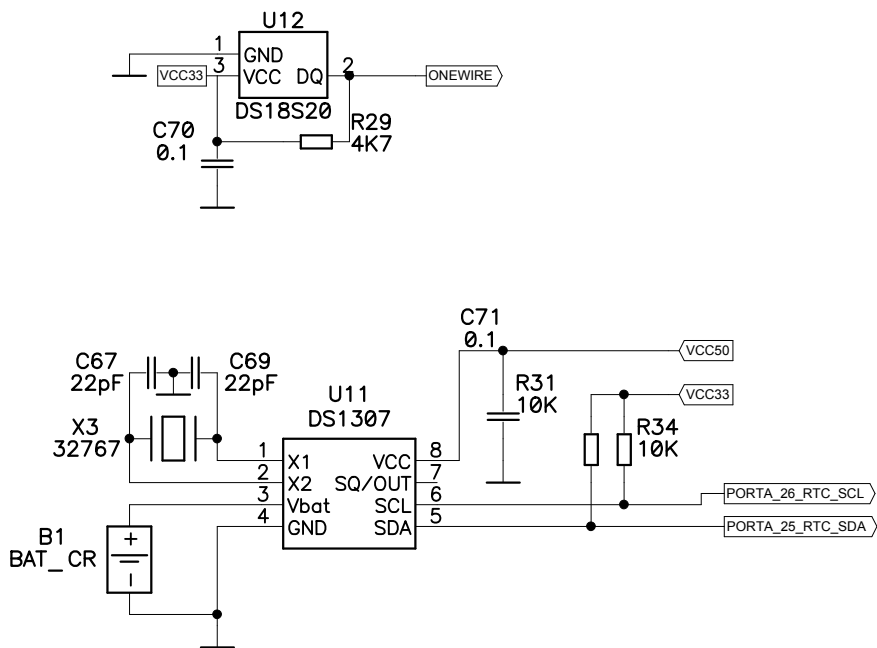 U12
1
GND
3
VCC33
VCC
DQ
2
ONEWIRE
DS18S20
C70
0.1
R29
4K7
C71
0.1
VCC50
C67
22pF
C69
22pF
R31
10K
VCC33
U11
DS1307
X3
32767
R34
10K
1
X1
VCC
8
2
X2
SQ/OUT
7
3
Vbat
SCL
6
PORTA_26_RTC_SCL
4
GND
SDA
5
PORTA_25_RTC_SDA
B1
BAT_CR
+
−